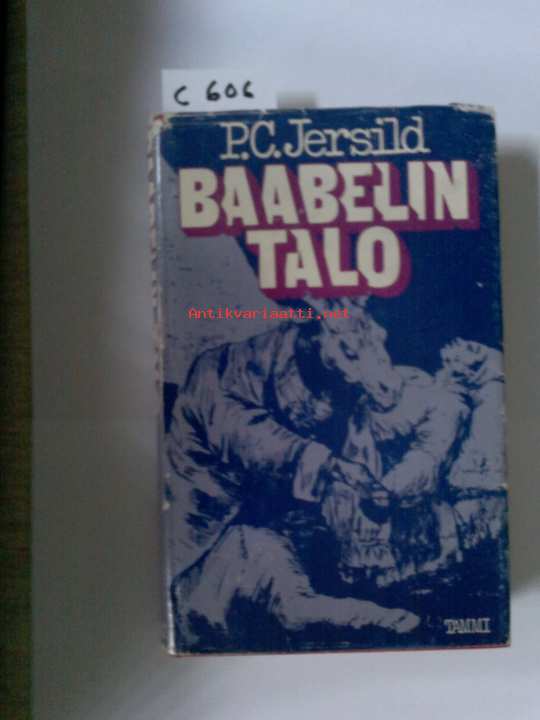 C 606
P.C. Jersild
BAABELIN
TALO
Antikvariaatti.net
TAMMI